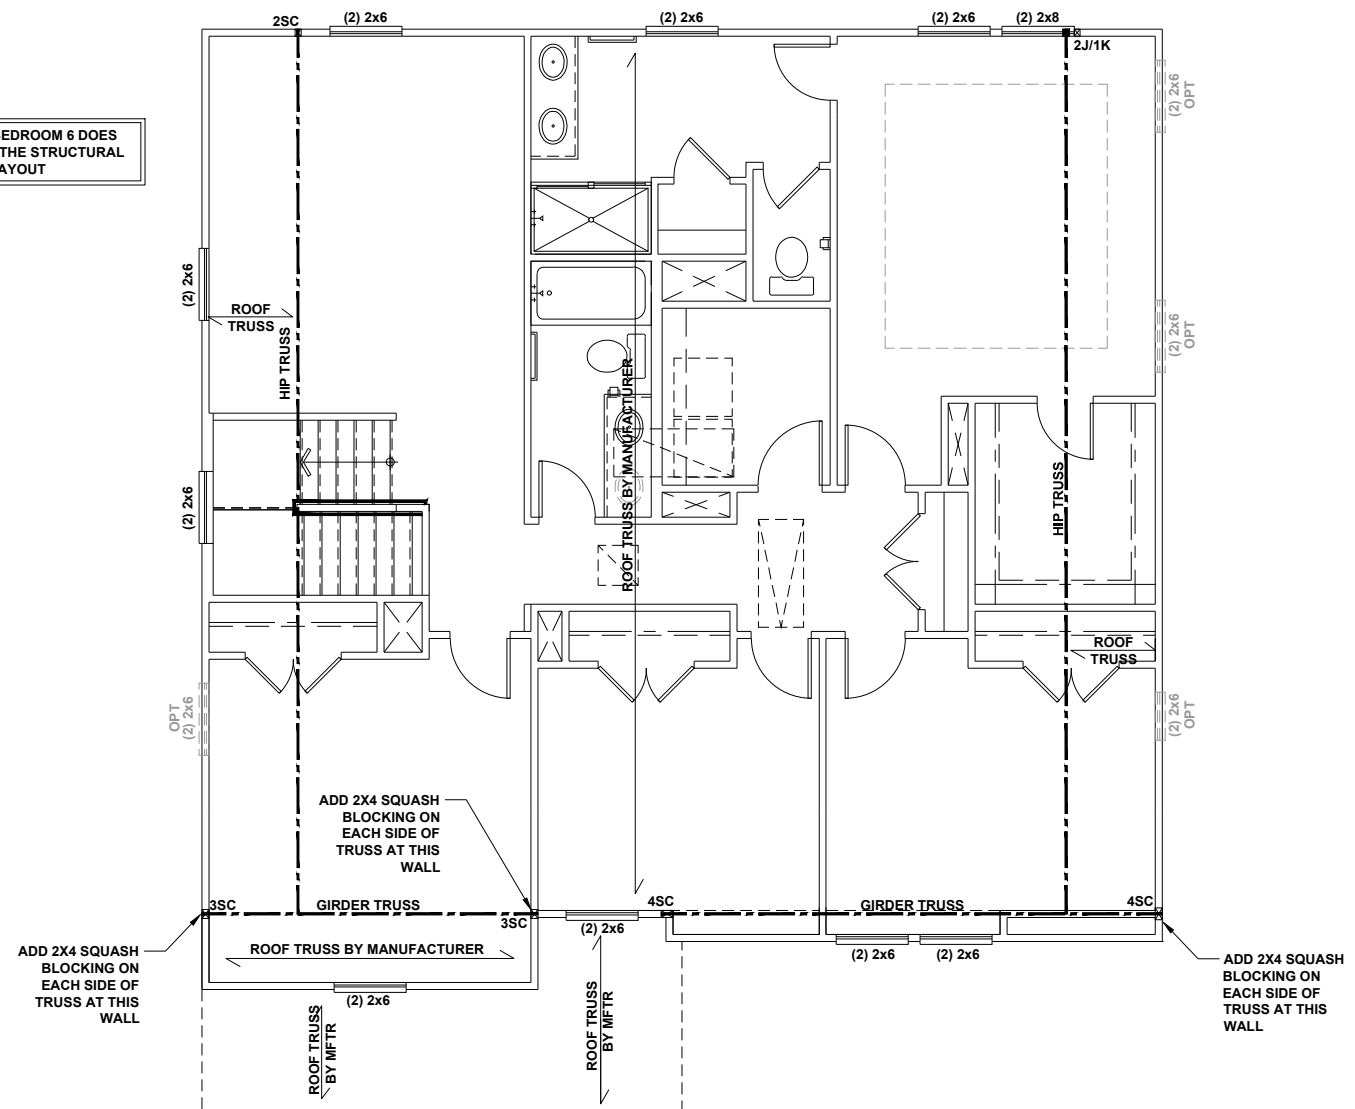 2SC
(2) 2x6
(2) 2x6
(2) 2x6
(2) 2x8
2J/1K
(2) 2x6
OPT
EDROOM 6 DOES
THE STRUCTURAL
AYOUT
(2) 2x6
ROOF
TRUSS
HIP TRUSS
(2) 2x6
OPT
ROOF TRUSS BY MANUFACTURER
(2) 2x6
HIP TRUSS
ROOF
TRUSS
OPT
(2) 2x6
(2) 2x6
OPT
ADD 2X4 SQUASH
BLOCKING ON
EACH SIDE OF
TRUSS AT THIS
WALL
3SC
GIRDER TRUSS
3SC
4SC
GIRDER TRUSS
4SC
(2) 2x6
ROOF TRUSS BY MANUFACTURER
(2) 2x6
(2) 2x6
ADD 2X4 SQUASH
BLOCKING ON
EACH SIDE OF
TRUSS AT THIS
WALL
ADD 2X4 SQUASH
BLOCKING ON
EACH SIDE OF
TRUSS AT THIS
WALL
(2) 2x6
ROOF TRUSS
BY MFTR
ROOF TRUSS
BY MFTR